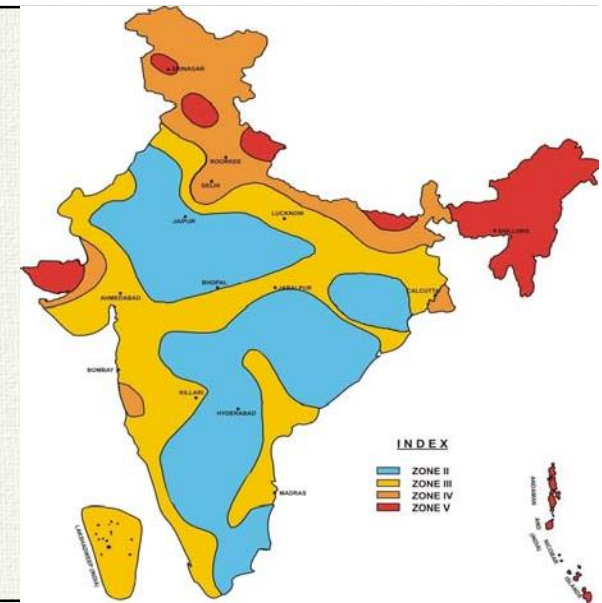 SRINAGAR
ROORKEE
DELHI
LUCKNOW
JAIPUR
SHILLONG
BHOPAL
JABALPUR
CALCUTTA
AHMEDABAD
BOMBAY
KILLARI
HYDERABAD
INDEX
ZONE II
ZONE III
ZONE IV
ZONE V
MADRAS
LAKSHADWEEP (INDIA)
ANDAMAN
AND
NICOBAR
ISLANDS
(INDIA)